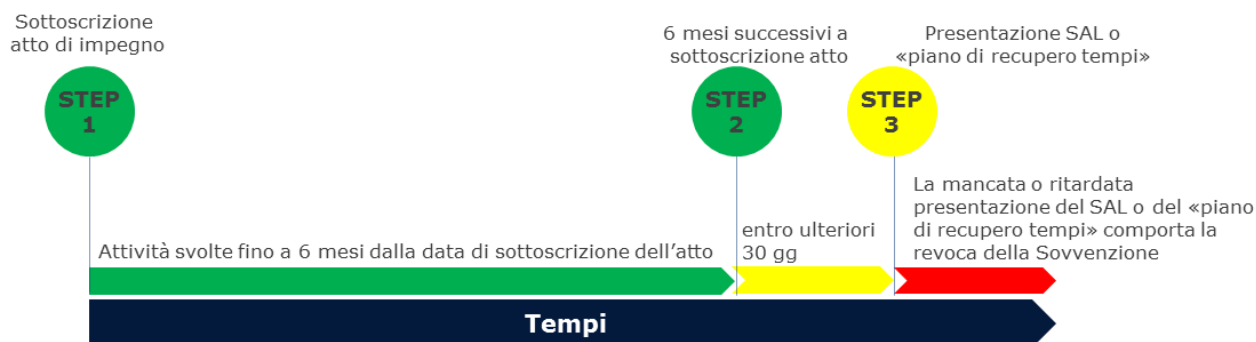 Sottoscrizione
atto di impegno
6 mesi successivi a
sottoscrizione atto
Presentazione SAL o
«piano di recupero tempi»
STEP
1
STEP
2
STEP
3
Attività svolte fino a 6 mesi dalla data di sottoscrizione dell'atto
entro ulteriori
30 gg
La mancata o ritardata
presentazione del SAL o del «piano
di recupero tempi» comporta la
revoca della Sovvenzione
Tempi